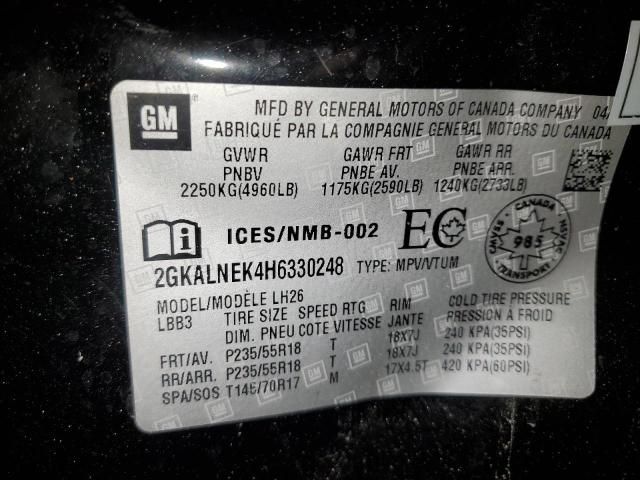 GM
MFD BY GENERAL MOTORS OF CANADA COMPANY 04/
FABRIQUÉ PAR LA COMPAGNIE GENERAL MOTORS DU CANADA
GVWR GAWR FRT GAWR RR
PNBV PNBE AV. PNBE ARR.
2250KG(4960LB) 1175KG(2590LB) 1240KG(2733LB)
ICES/NMB-002 EC
CANADA
CMVSS 985 NSVAC
TRANSPORT
2GKALNEK4H6330248 TYPE: MPV/VTUM
MODEL/MODÈLE LH26
LBB3 TIRE SIZE SPEED RTG RIM COLD TIRE PRESSURE
DIM. PNEU COTE VITESSE JANTE PRESSION A FROID
FRT/AV. P235/55R18 T 18X7J 240 KPA(35PSI)
RR/ARR. P235/55R18 T 18X7J 240 KPA(35PSI)
SPA/SOS T145/70R17 M 17X4.5T 420 KPA(60PSI)